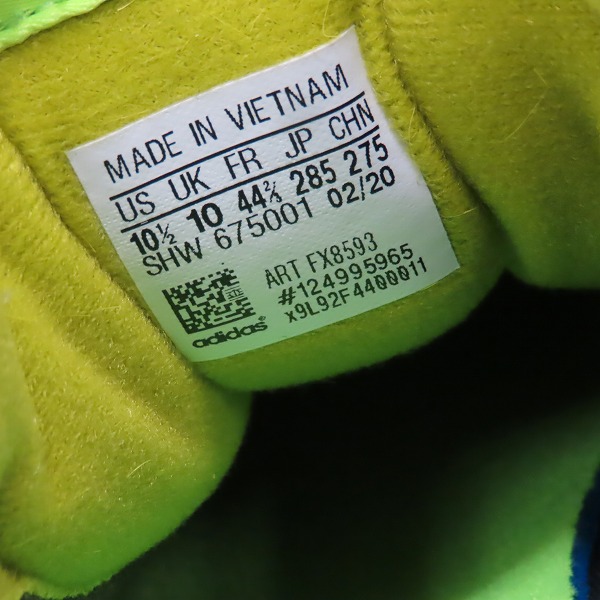 MADE IN VIETNAM
US UK FR JP CHN
10½ 10 44⅔ 285 275
SHW 675001 02/20
ART FX8593
#124995965
x9L92F4400011
adidas®